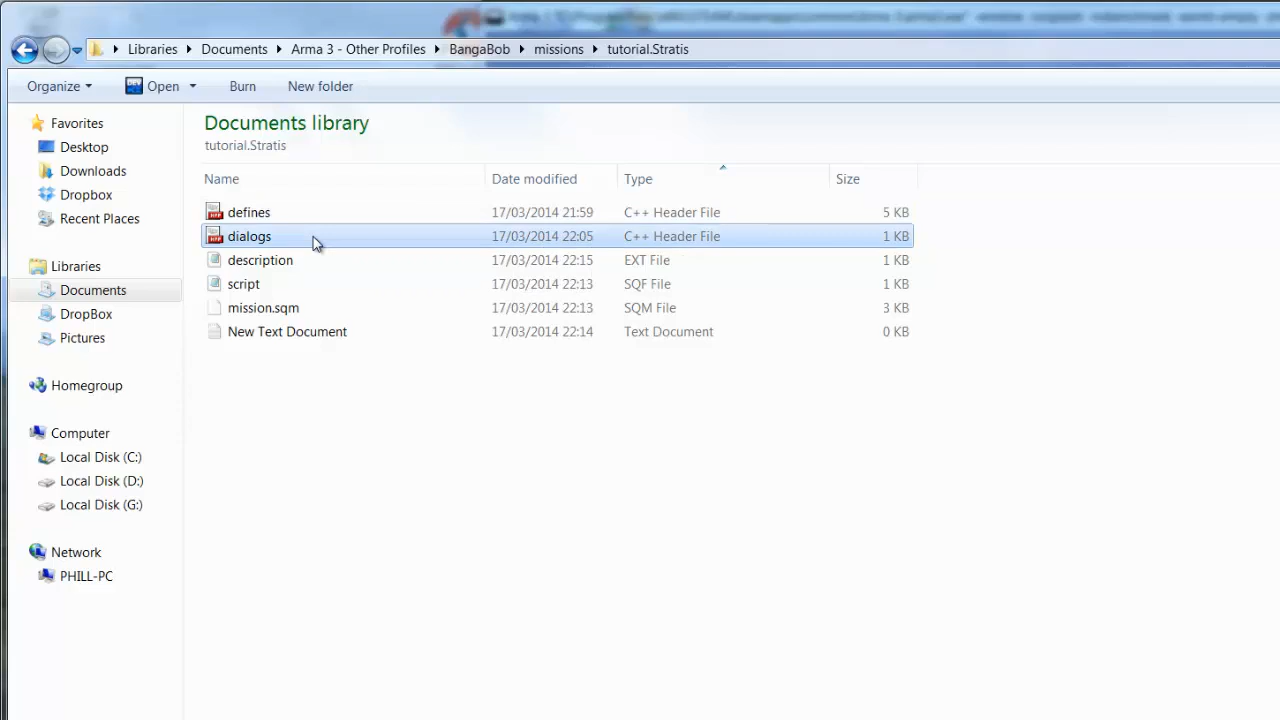 Libraries Documents Arma 3 - Other Profiles BangaBob missions tutorial.Stratis
Organize Open Burn New folder
Favorites
Desktop
Downloads
Dropbox
Recent Places
Libraries
Documents
DropBox
Pictures
Homegroup
Computer
Local Disk (C:)
Local Disk (D:)
Local Disk (G:)
Network
PHILL-PC
Documents library
tutorial.Stratis
Name Date modified Type Size
defines 17/03/2014 21:59 C++ Header File 5 KB
dialogs 17/03/2014 22:05 C++ Header File 1 KB
description 17/03/2014 22:15 EXT File 1 KB
script 17/03/2014 22:13 SQF File 1 KB
mission.sqm 17/03/2014 22:13 SQM File 3 KB
New Text Document 17/03/2014 22:14 Text Document 0 KB